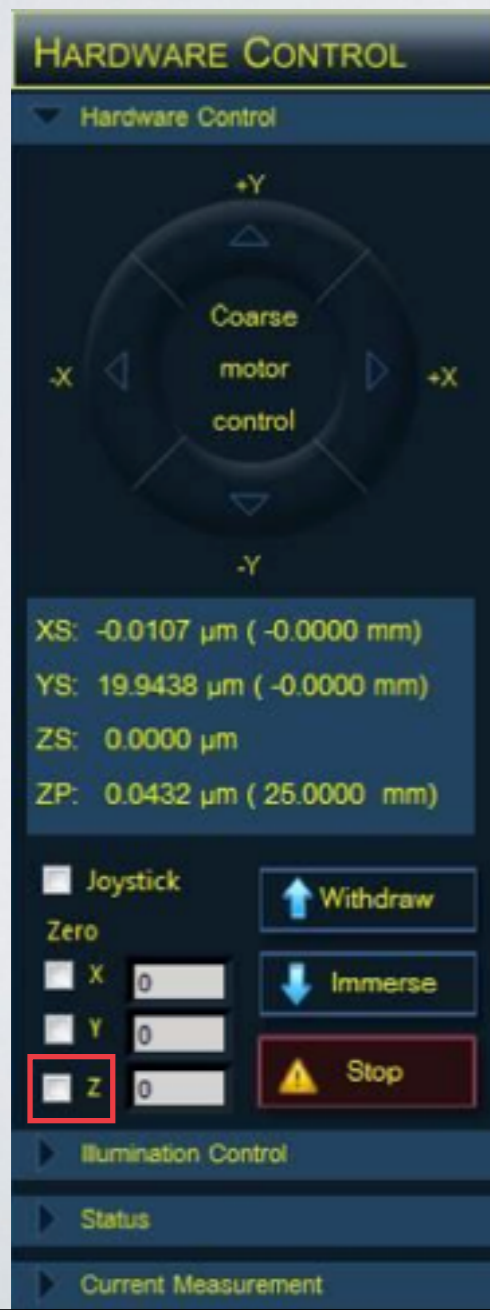 HARDWARE CONTROL
Hardware Control
+Y
Coarse
-X motor +X
control
-Y
XS: -0.0107 µm ( -0.0000 mm)
YS: 19.9438 µm ( -0.0000 mm)
ZS: 0.0000 µm
ZP: 0.0432 µm ( 25.0000 mm)
Joystick
Withdraw
Zero
X 0
Immerse
Y 0
Z 0
Stop
Illumination Control
Status
Current Measurement